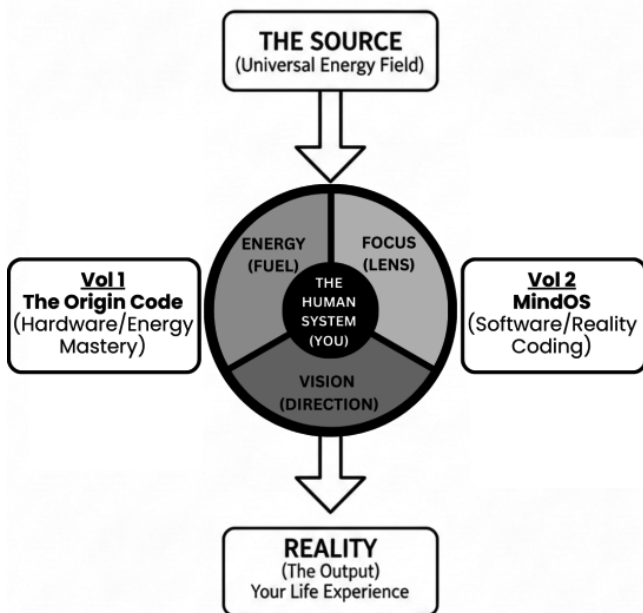 THE SOURCE
(Universal Energy Field)
ENERGY
(FUEL)
FOCUS
(LENS)
THE
HUMAN
SYSTEM
(YOU)
VISION
(DIRECTION)
Vol 1
The Origin Code
(Hardware/Energy
Mastery)
Vol 2
MindOS
(Software/Reality
Coding)
REALITY
(The Output)
Your Life Experience